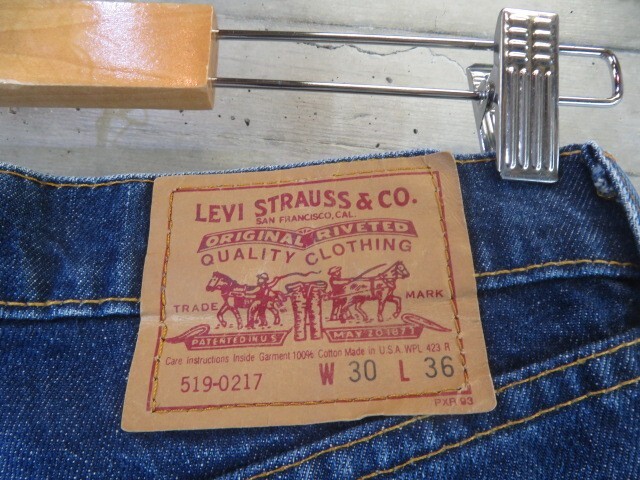 LEVI STRAUSS & CO.
SAN FRANCISCO, CAL.
ORIGINAL RIVETED
QUALITY CLOTHING
TRADE MARK
PATENTED IN U.S. MAY 20 1873
Care Instructions Inside Garment 100% Cotton Made in U.S.A. WPL 423 R
519-0217 W 30 L 36
PXR 93